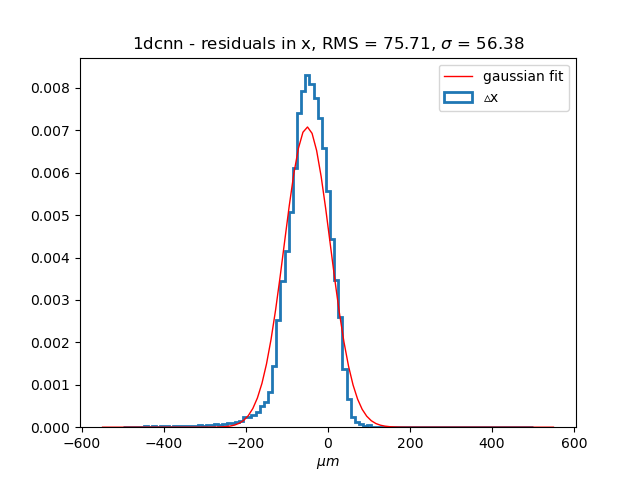 1dcnn - residuals in x, RMS = 75.71, σ = 56.38
gaussian fit
△x
0.008
0.007
0.006
0.005
0.004
0.003
0.002
0.001
0.000
−600 −400 −200 0 200 400 600
μm